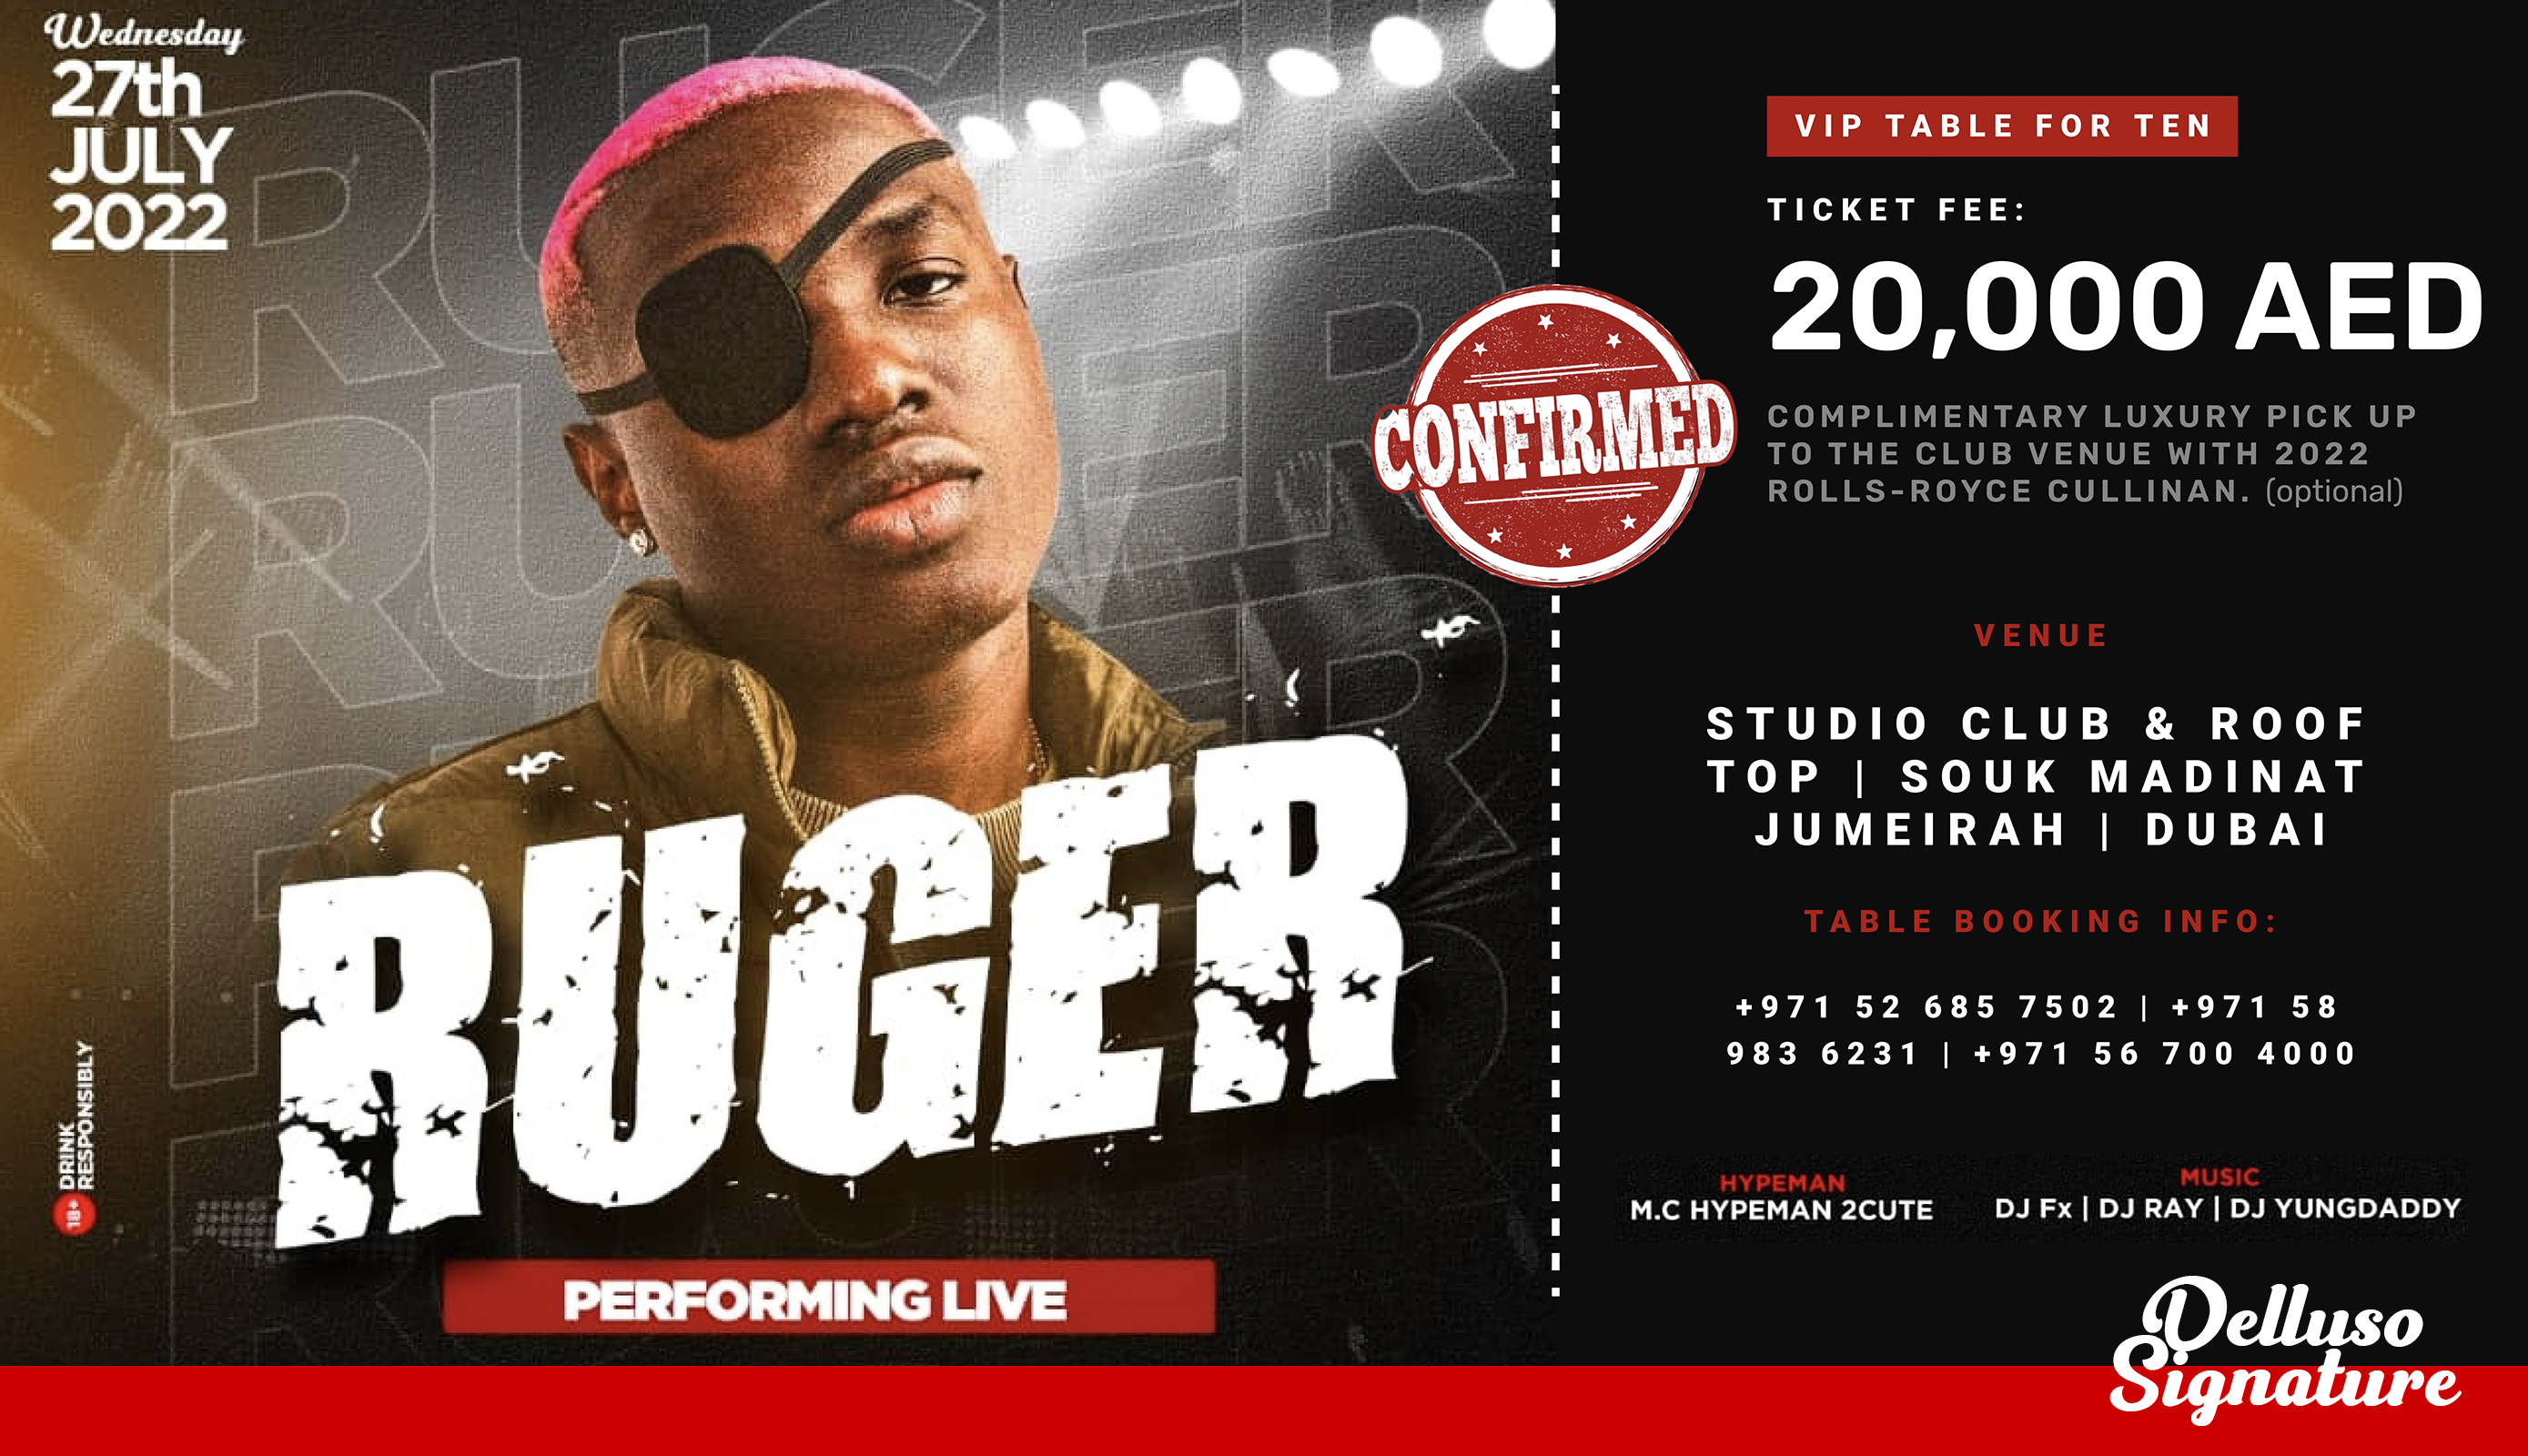 Wednesday
27th
JULY
2022
RUGER
RUGER
RUGER
DRINK
RESPONSIBLY
18+
RUGER
PERFORMING LIVE
CONFIRMED
VIP TABLE FOR TEN
TICKET FEE:
20,000 AED
COMPLIMENTARY LUXURY PICK UP
TO THE CLUB VENUE WITH 2022
ROLLS-ROYCE CULLINAN. (optional)
VENUE
STUDIO CLUB & ROOF
TOP | SOUK MADINAT
JUMEIRAH | DUBAI
TABLE BOOKING INFO:
+971 52 685 7502 | +971 58
983 6231 | +971 56 700 4000
HYPEMAN
M.C HYPEMAN 2CUTE
MUSIC
DJ Fx | DJ RAY | DJ YUNGDADDY
Delluso
Signature